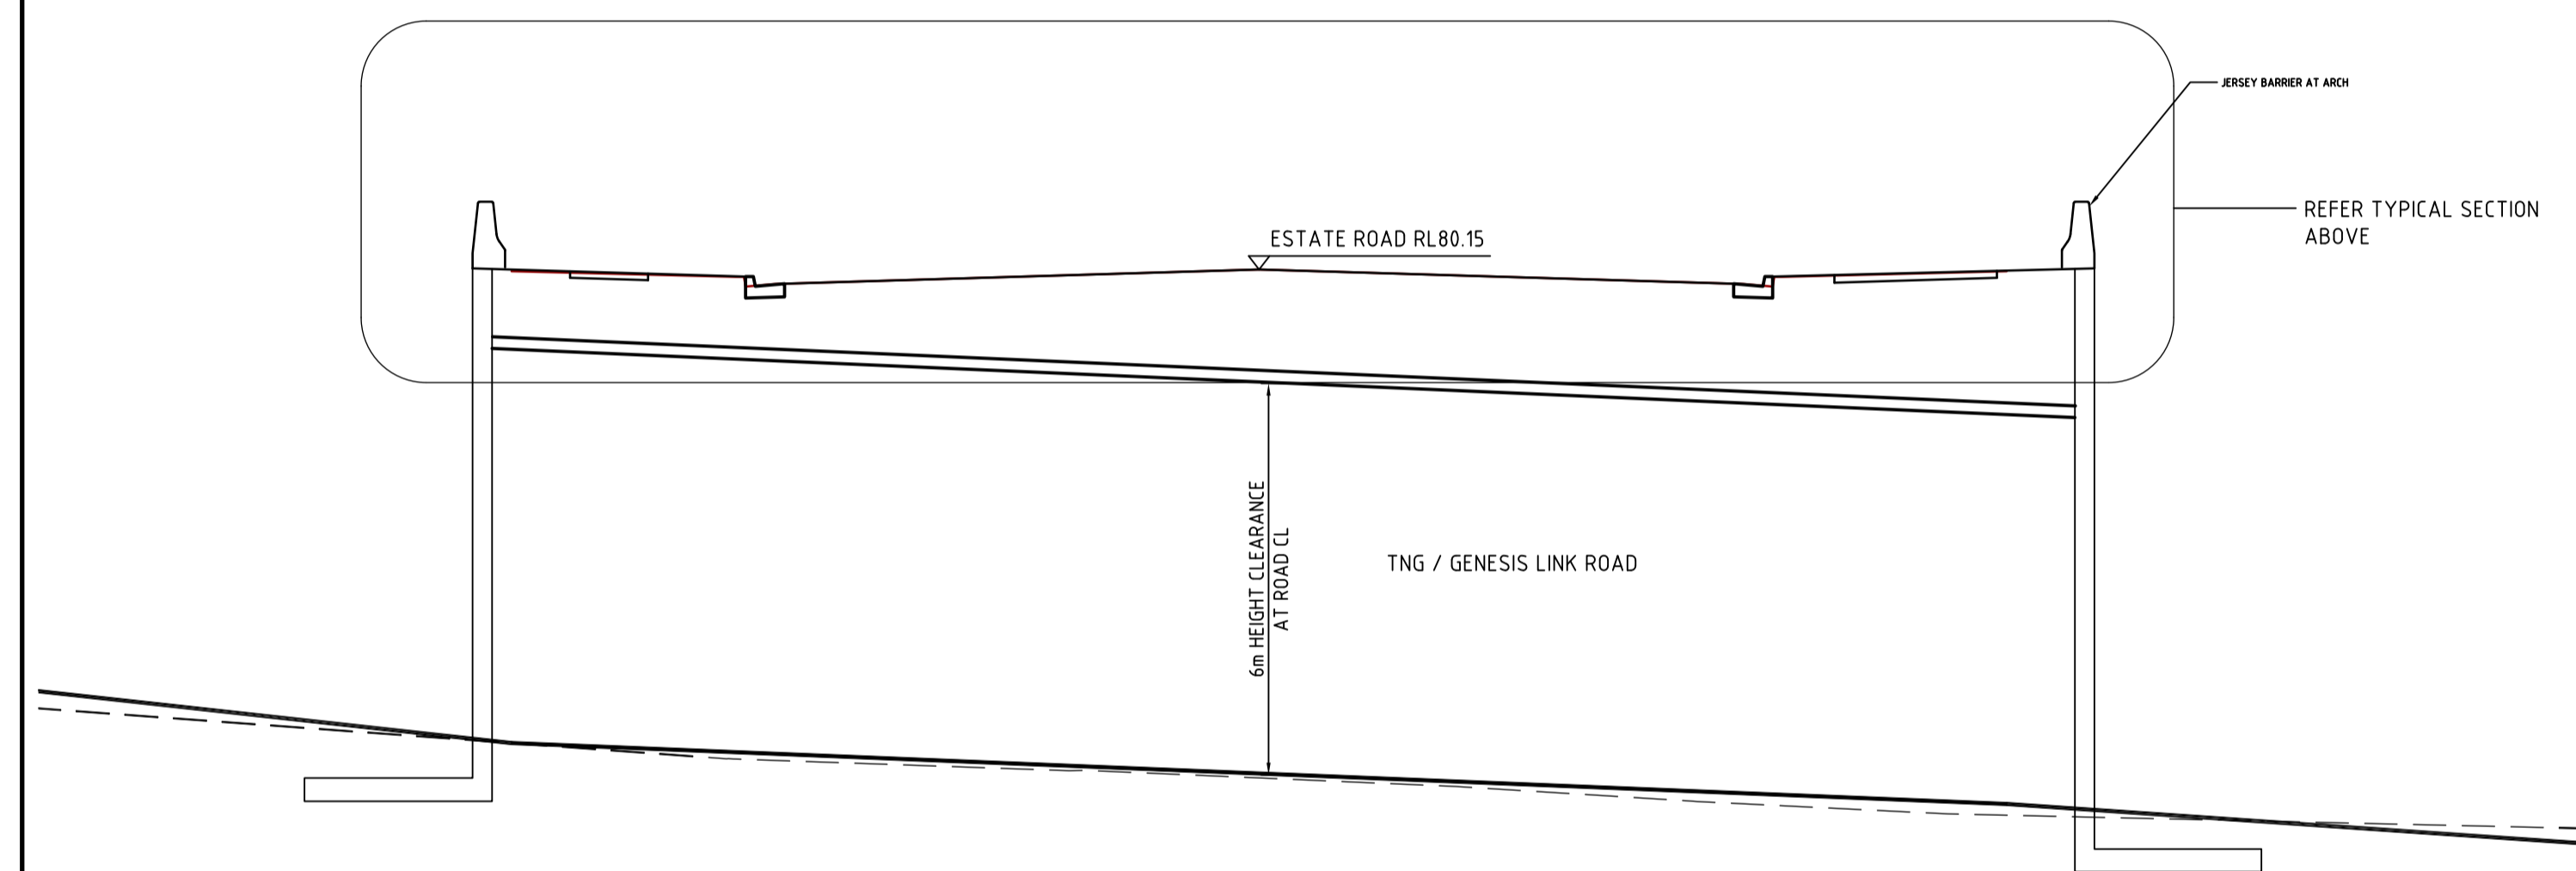 JERSEY BARRIER AT ARCH
REFER TYPICAL SECTION
ABOVE
ESTATE ROAD RL80.15
6m HEIGHT CLEARANCE
AT ROAD CL
TNG / GENESIS LINK ROAD